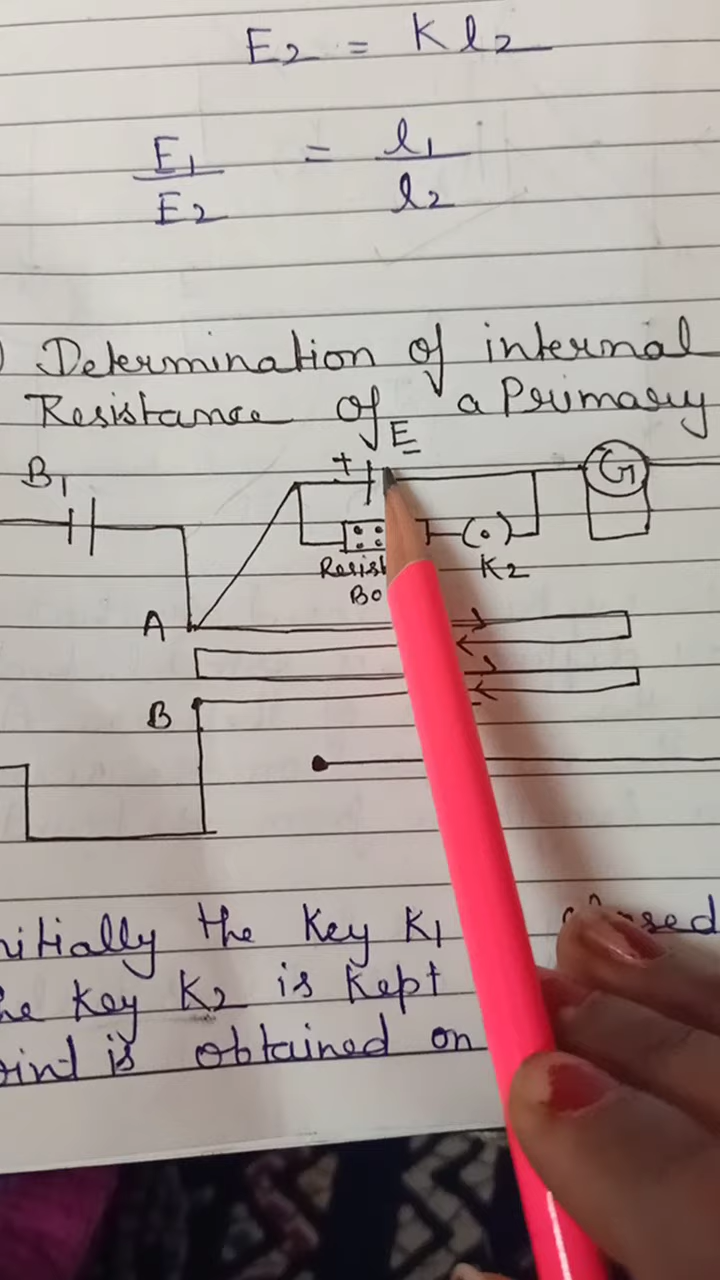 E2 = Kl2
E1 = l1
E2 l2
) Determination of internal
Resistance of a Primary
+ E
B1 G
K2
A
B
nitially the key K1
key K2 is kept
is obtained on